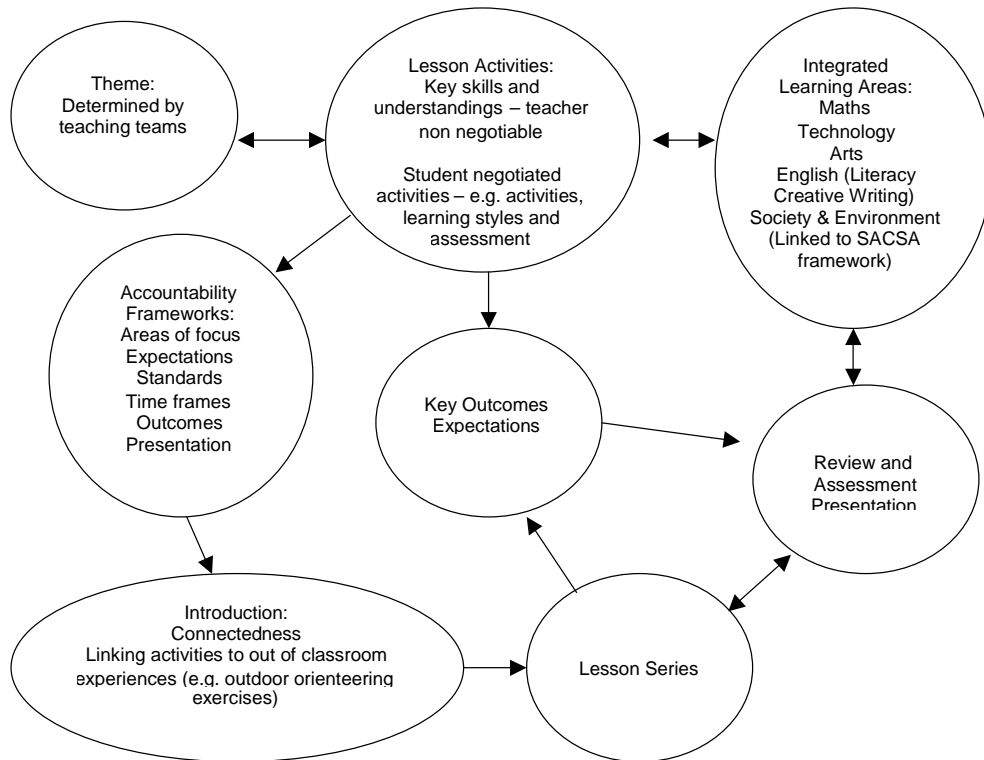 Theme:
Determined by
teaching teams
Lesson Activities:
Key skills and
understandings – teacher
non negotiable
Student negotiated
activities – e.g. activities,
learning styles and
assessment
Integrated
Learning Areas:
Maths
Technology
Arts
English (Literacy
Creative Writing)
Society & Environment
(Linked to SACSA
framework)
Accountability
Frameworks:
Areas of focus
Expectations
Standards
Time frames
Outcomes
Presentation
Key Outcomes
Expectations
Review and
Assessment
Presentation
Introduction:
Connectedness
Linking activities to out of classroom
experiences (e.g. outdoor orienteering
exercises)
Lesson Series